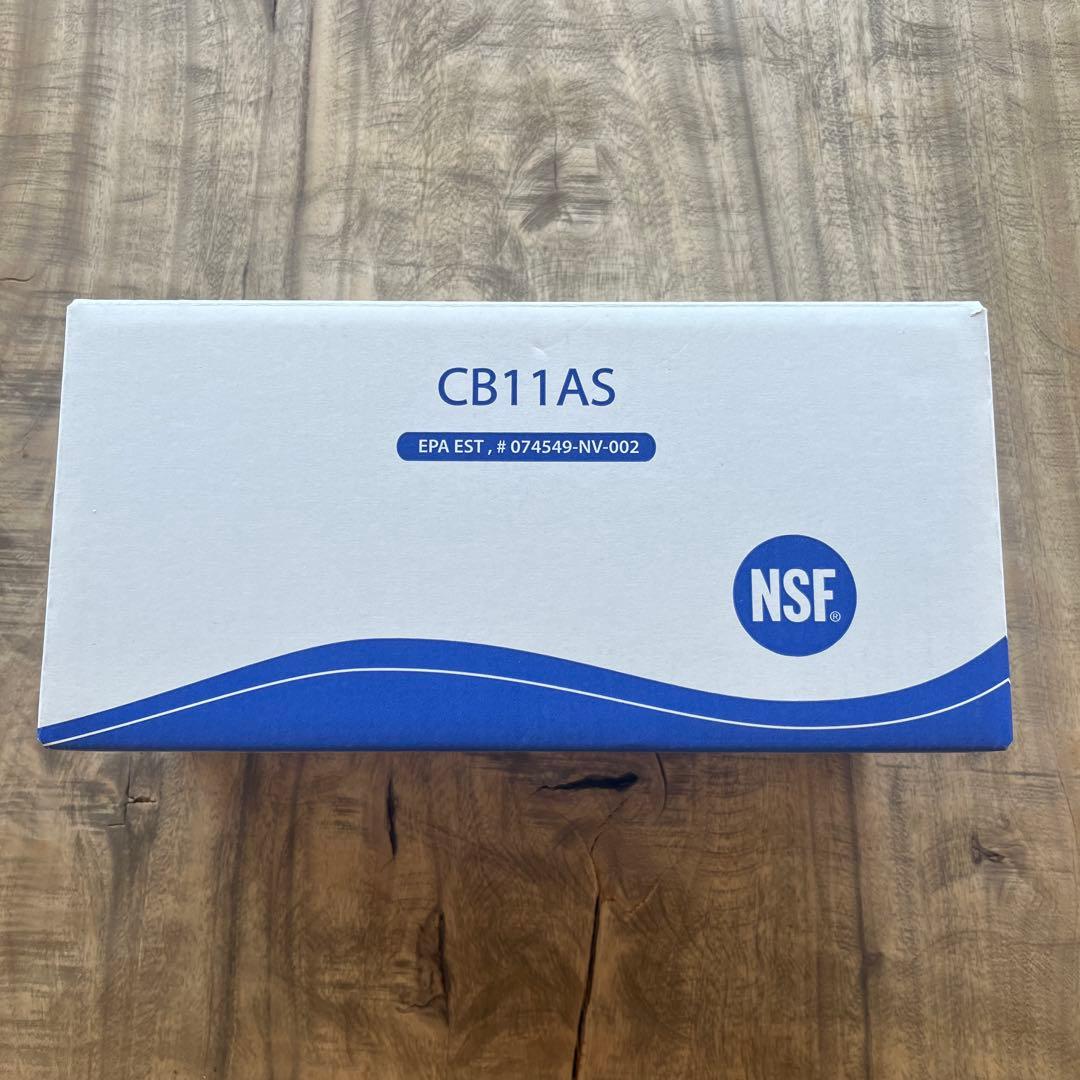 CB11AS
EPA EST , # 074549-NV-002
NSF®